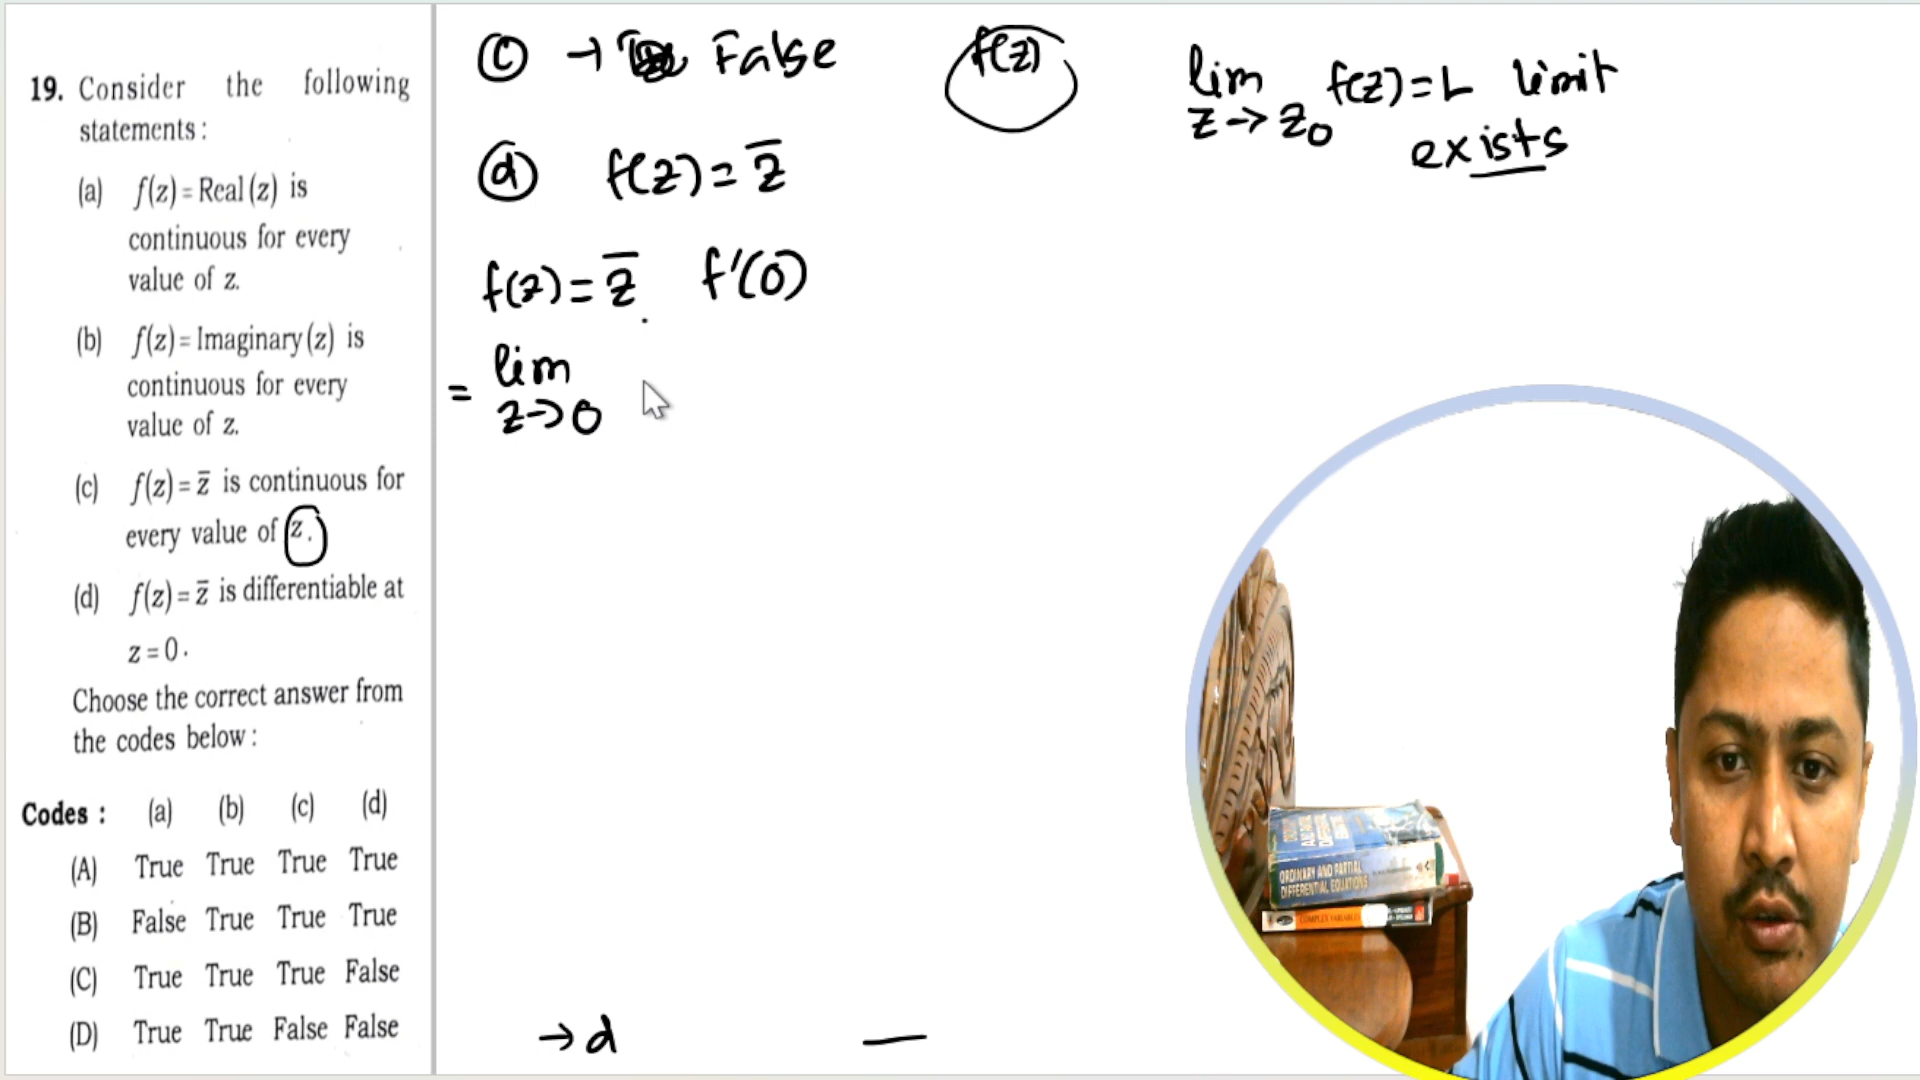 19. Consider the following
statements :
(a) f(z) = Real (z) is
continuous for every
value of z.
(b) f(z) = Imaginary (z) is
continuous for every
value of z.
(c) f(z) = z̅ is continuous for
every value of z.
(d) f(z) = z̅ is differentiable at
z = 0.
Choose the correct answer from
the codes below :
Codes : (a) (b) (c) (d)
(A) True True True True
(B) False True True True
(C) True True True False
(D) True True False False
(c) → False
f(z)
lim f(z) = L limit
z → z₀
exists
(d) f(z) = z̅
f(z) = z̅ f'(0)
= lim
z → 0
→ d —
ORDINARY AND PARTIAL
DIFFERENTIAL EQUATIONS
COMPLEX VARIABLES